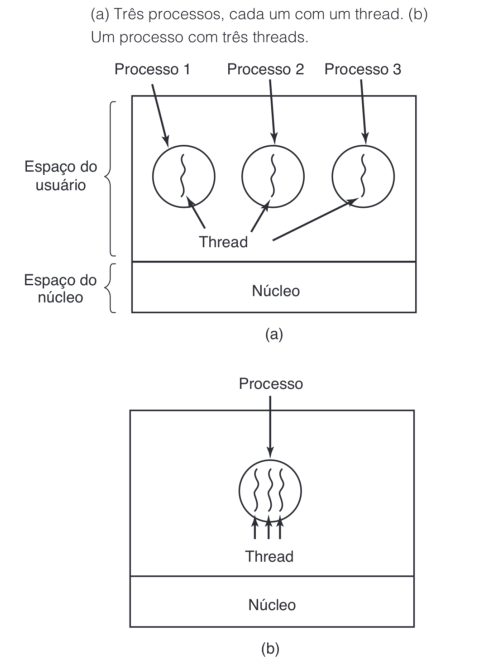 (a) Três processos, cada um com um thread. (b)
Um processo com três threads.
Processo 1
Processo 2
Processo 3
Espaço do
usuário
Thread
Espaço do
núcleo
Núcleo
(a)
Processo
Thread
Núcleo
(b)